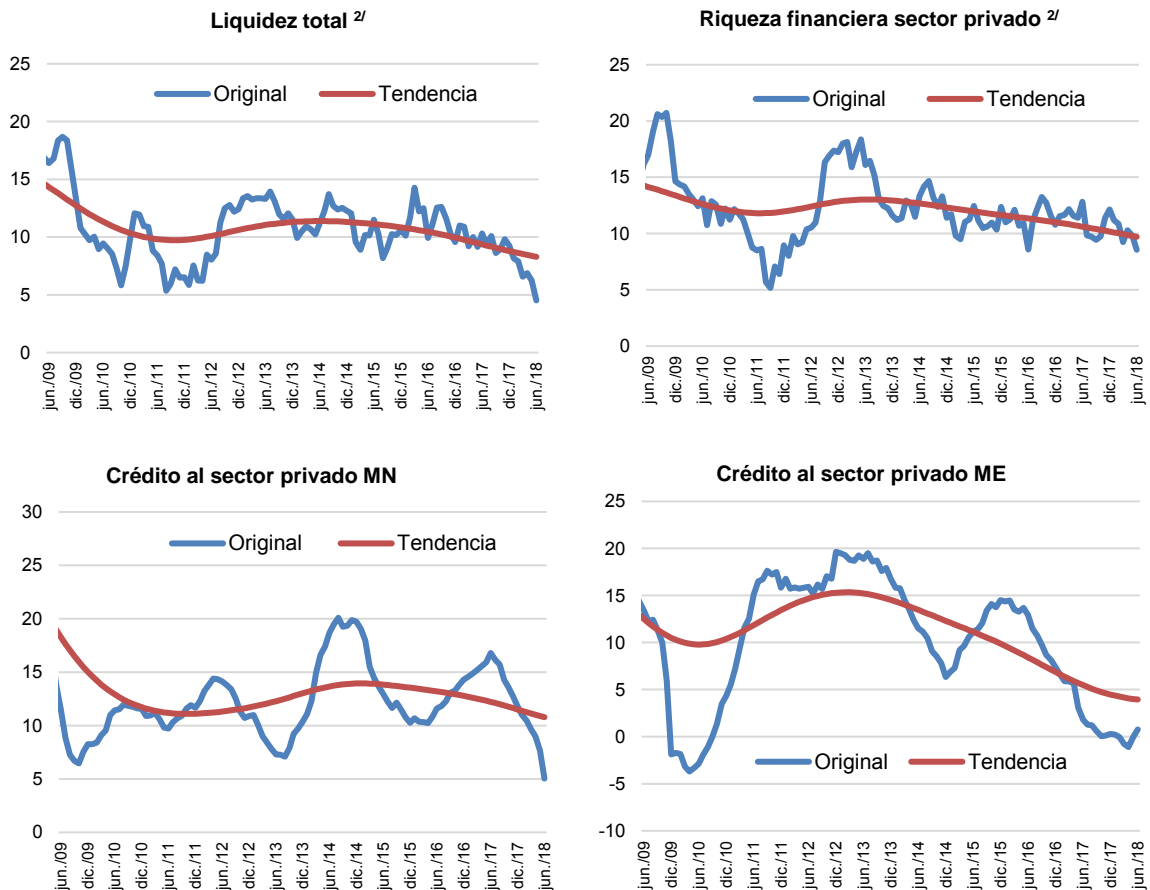 Liquidez total 2/
25
20
15
10
5
0
Original
Tendencia
jun./09
dic./09
jun./10
dic./10
jun./11
dic./11
jun./12
dic./12
jun./13
dic./13
jun./14
dic./14
jun./15
dic./15
jun./16
dic./16
jun./17
dic./17
jun./18
Riqueza financiera sector privado 2/
25
20
15
10
5
0
Original
Tendencia
jun./09
dic./09
jun./10
dic./10
jun./11
dic./11
jun./12
dic./12
jun./13
dic./13
jun./14
dic./14
jun./15
dic./15
jun./16
dic./16
jun./17
dic./17
jun./18
Crédito al sector privado MN
30
25
20
15
10
5
0
Original
Tendencia
jun./09
dic./09
jun./10
dic./10
jun./11
dic./11
jun./12
dic./12
jun./13
dic./13
jun./14
dic./14
jun./15
dic./15
jun./16
dic./16
jun./17
dic./17
jun./18
Crédito al sector privado ME
25
20
15
10
5
0
-5
-10
Original
Tendencia
jun./09
dic./09
jun./10
dic./10
jun./11
dic./11
jun./12
dic./12
jun./13
dic./13
jun./14
dic./14
jun./15
dic./15
jun./16
dic./16
jun./17
dic./17
jun./18